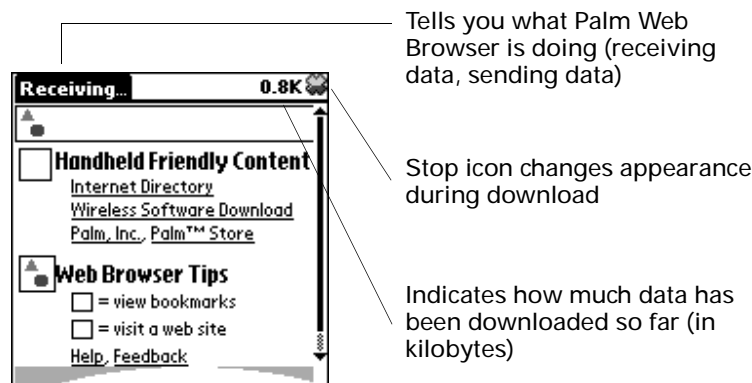 Tells you what Palm Web
Browser is doing (receiving
data, sending data)
Receiving...
0.8K
Handheld Friendly Content
Internet Directory
Wireless Software Download
Palm, Inc., Palm™ Store
Web Browser Tips
= view bookmarks
= visit a web site
Help, Feedback
Stop icon changes appearance
during download
Indicates how much data has
been downloaded so far (in
kilobytes)